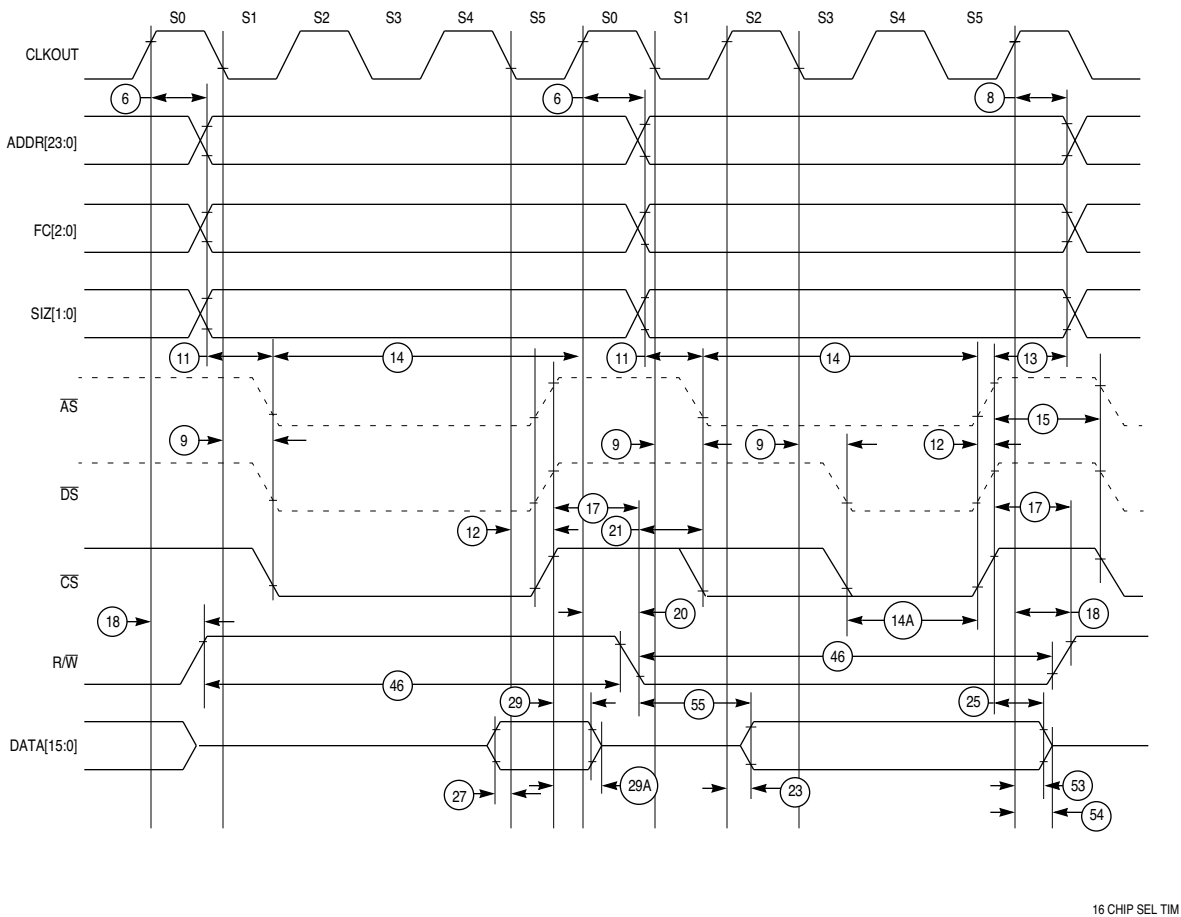 S0 S1 S2 S3 S4 S5 S0 S1 S2 S3 S4 S5
CLKOUT
6 6 8
ADDR[23:0]
FC[2:0]
SIZ[1:0]
11 14 11 14 13
AS
15
9 9 9 12
DS
17 17
12 21
CS
18 20 14A 18
R/W
46 46
29 55 25
DATA[15:0]
27 29A 23 53
54
16 CHIP SEL TIM